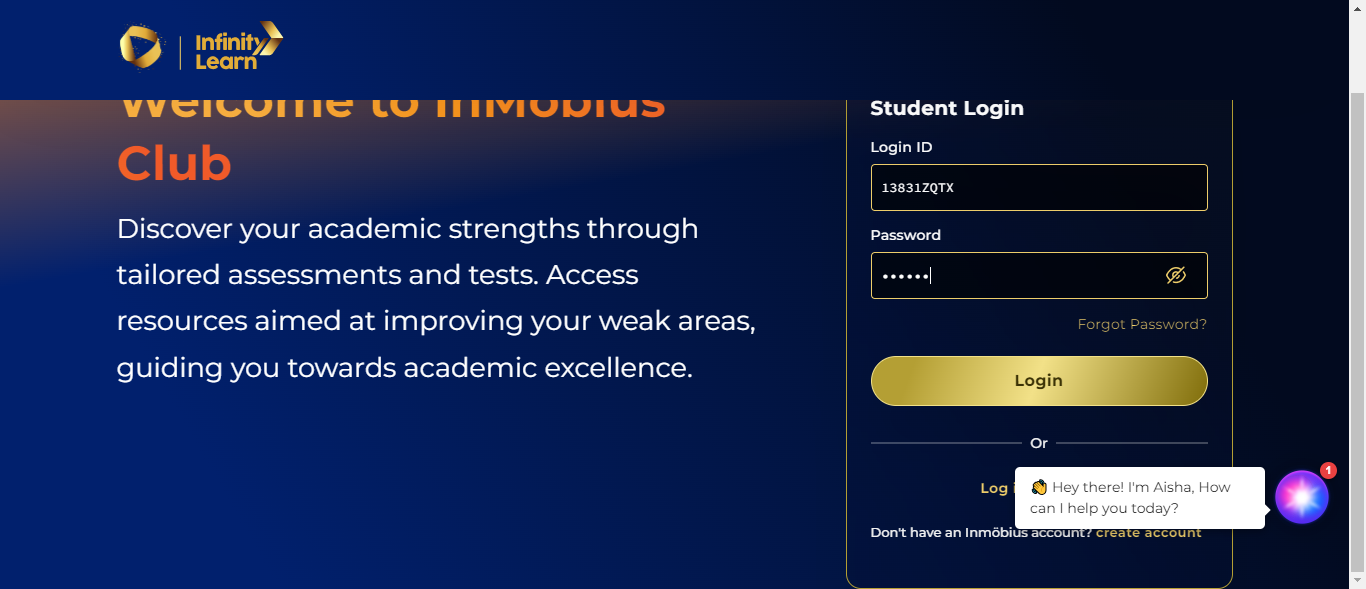 Infinity
Learn
Welcome to InMobius
Club
Discover your academic strengths through
tailored assessments and tests. Access
resources aimed at improving your weak areas,
guiding you towards academic excellence.
Student Login
Login ID
13831ZQTX
Password
••••••
Forgot Password?
Login
Or
Log i
👋 Hey there! I'm Aisha, How
can I help you today?
1
Don't have an Inmöbius account? create account